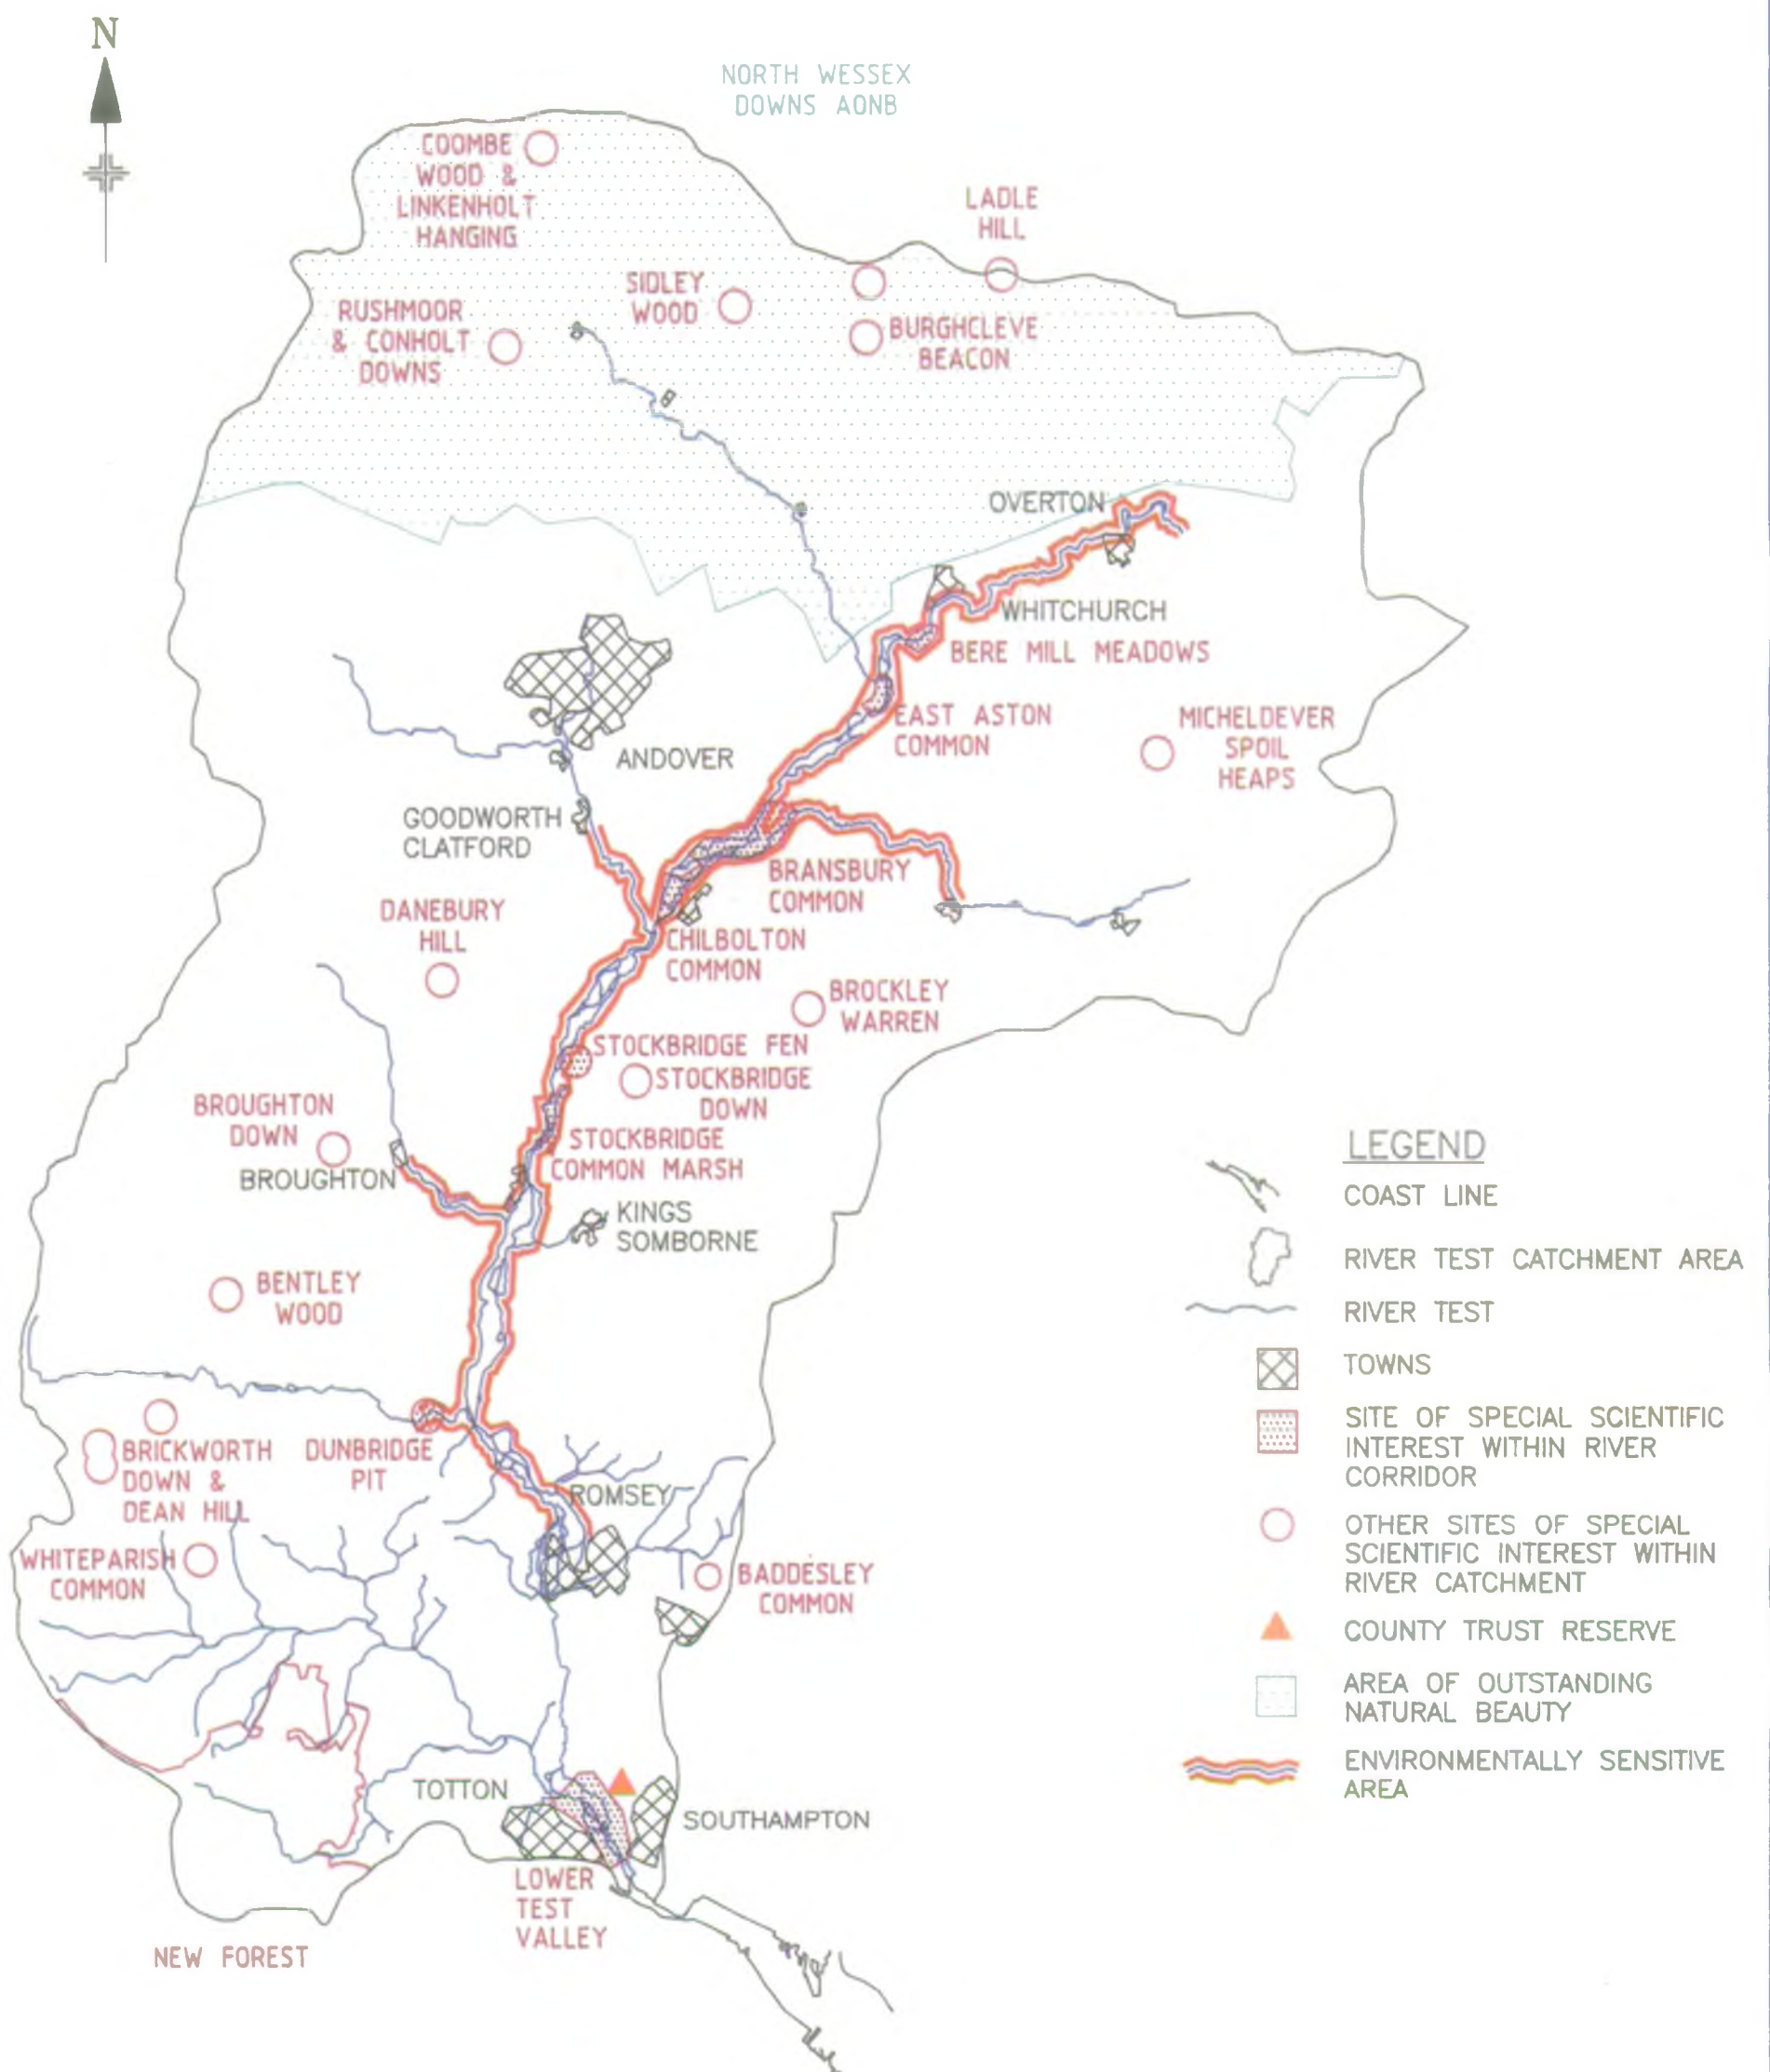 N
NORTH WESSEX
DOWNS AONB
COOMBE
WOOD &
LINKENHOLT
HANGING
LADLE
HILL
SIDLEY
WOOD
RUSHMOOR
& CONHOLT
DOWNS
BURGHCLEVE
BEACON
OVERTON
WHITCHURCH
BERE MILL MEADOWS
EAST ASTON
COMMON
MICHELDEVER
SPOIL
HEAPS
ANDOVER
GOODWORTH
CLATFORD
BRANSBURY
COMMON
DANEBURY
HILL
CHILBOLTON
COMMON
BROCKLEY
WARREN
STOCKBRIDGE FEN
STOCKBRIDGE
DOWN
BROUGHTON
DOWN
STOCKBRIDGE
COMMON MARSH
BROUGHTON
KINGS
SOMBORNE
BENTLEY
WOOD
BRICKWORTH
DOWN &
DEAN HILL
DUNBRIDGE
PIT
ROMSEY
WHITEPARISH
COMMON
BADDESLEY
COMMON
TOTTON
SOUTHAMPTON
LOWER
TEST
VALLEY
NEW FOREST
LEGEND
COAST LINE
RIVER TEST CATCHMENT AREA
RIVER TEST
TOWNS
SITE OF SPECIAL SCIENTIFIC
INTEREST WITHIN RIVER
CORRIDOR
OTHER SITES OF SPECIAL
SCIENTIFIC INTEREST WITHIN
RIVER CATCHMENT
COUNTY TRUST RESERVE
AREA OF OUTSTANDING
NATURAL BEAUTY
ENVIRONMENTALLY SENSITIVE
AREA